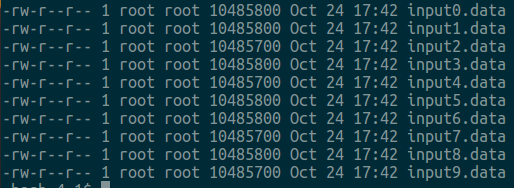 -rw-r--r-- 1 root root 10485800 Oct 24 17:42 input0.data
-rw-r--r-- 1 root root 10485800 Oct 24 17:42 input1.data
-rw-r--r-- 1 root root 10485700 Oct 24 17:42 input2.data
-rw-r--r-- 1 root root 10485800 Oct 24 17:42 input3.data
-rw-r--r-- 1 root root 10485700 Oct 24 17:42 input4.data
-rw-r--r-- 1 root root 10485800 Oct 24 17:42 input5.data
-rw-r--r-- 1 root root 10485800 Oct 24 17:42 input6.data
-rw-r--r-- 1 root root 10485700 Oct 24 17:42 input7.data
-rw-r--r-- 1 root root 10485800 Oct 24 17:42 input8.data
-rw-r--r-- 1 root root 10485700 Oct 24 17:42 input9.data